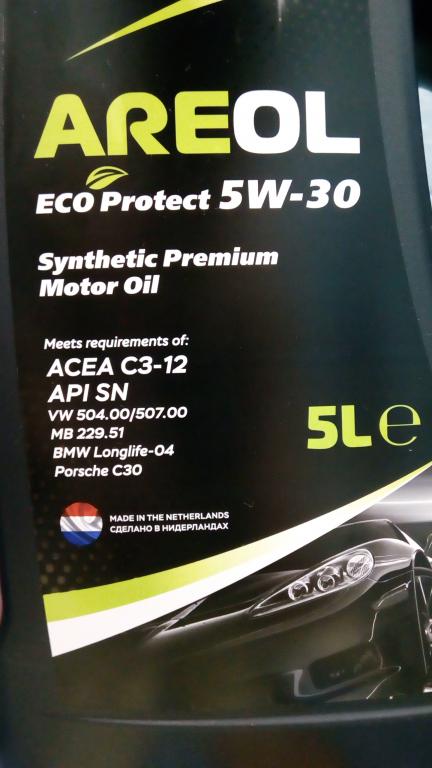 AREOL
ECO Protect 5W-30
Synthetic Premium
Motor Oil
Meets requirements of:
ACEA C3-12
API SN
VW 504.00/507.00
MB 229.51
BMW Longlife-04
Porsche C30
5L e
MADE IN THE NETHERLANDS
СДЕЛАНО В НИДЕРЛАНДАХ